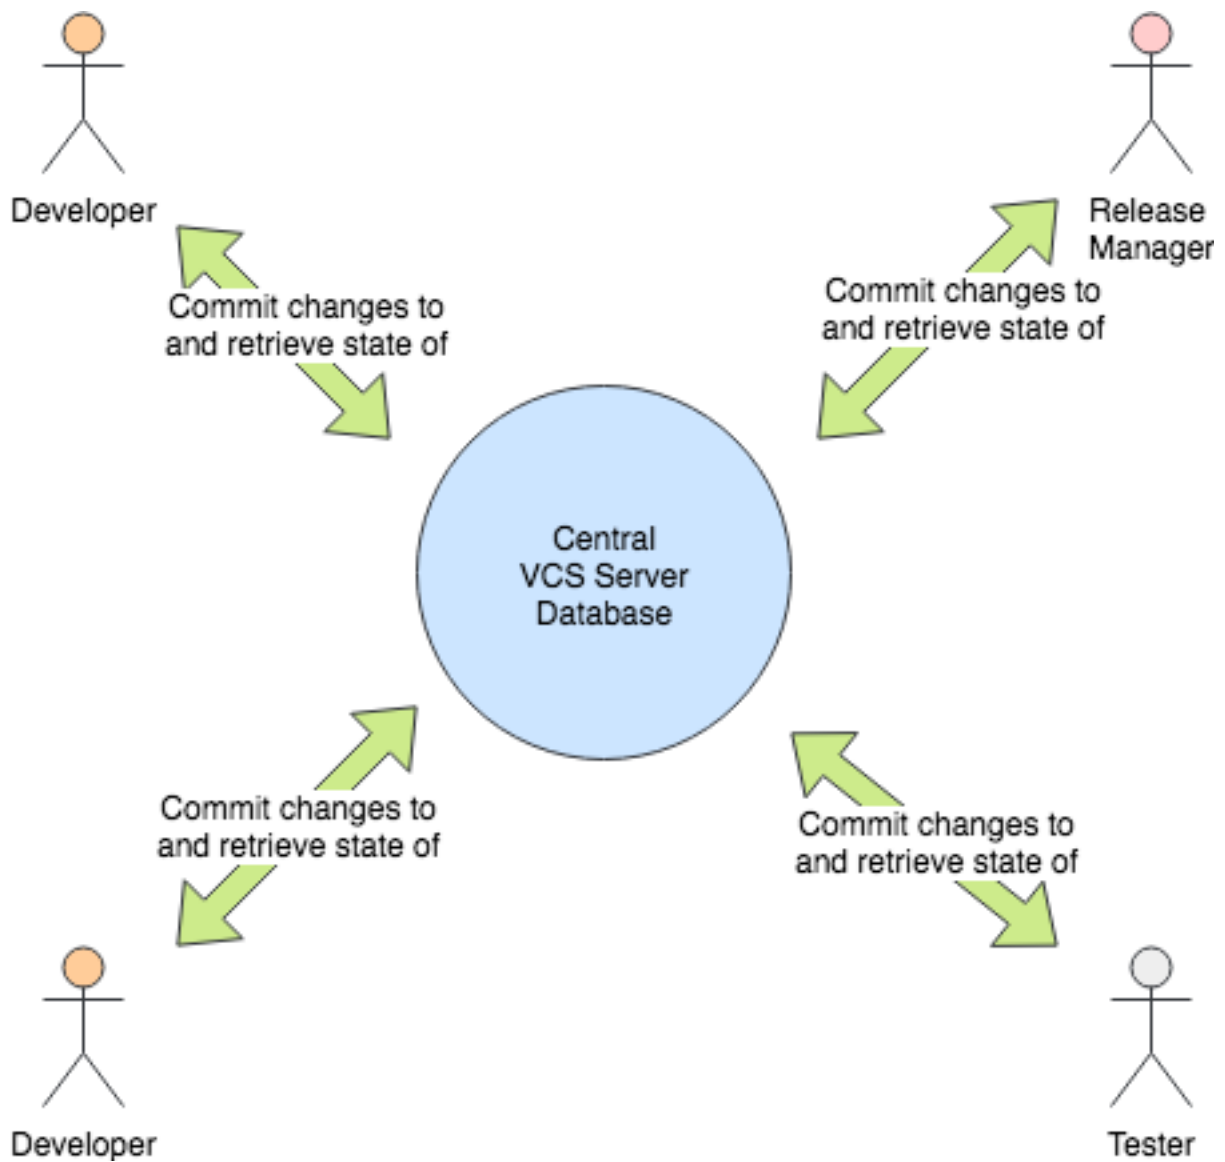 Developer
Release
Manager
Commit changes to
and retrieve state of
Commit changes to
and retrieve state of
Central
VCS Server
Database
Commit changes to
and retrieve state of
Commit changes to
and retrieve state of
Developer
Tester